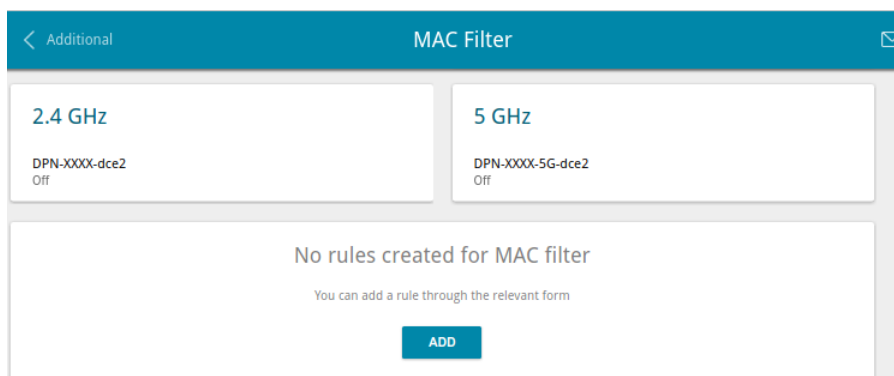 Additional
MAC Filter
2.4 GHz
DPN-XXXX-dce2
Off
5 GHz
DPN-XXXX-5G-dce2
Off
No rules created for MAC filter
You can add a rule through the relevant form
ADD